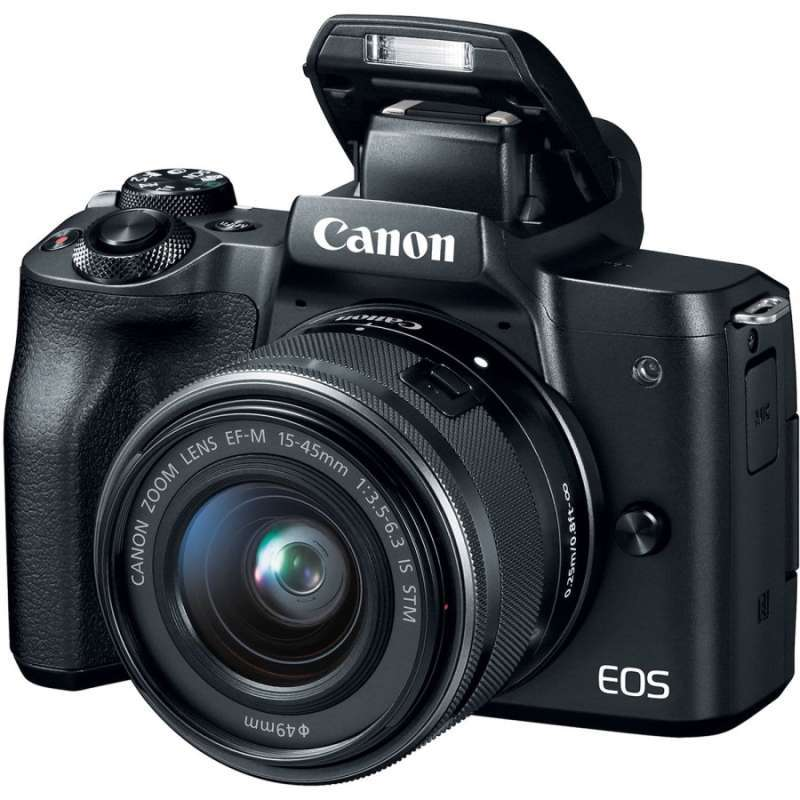 Canon
Canon
CANON ZOOM LENS EF-M 15-45mm 1:3.5-6.3 IS STM
0.25m/0.8ft-∞
Φ49mm
EOS